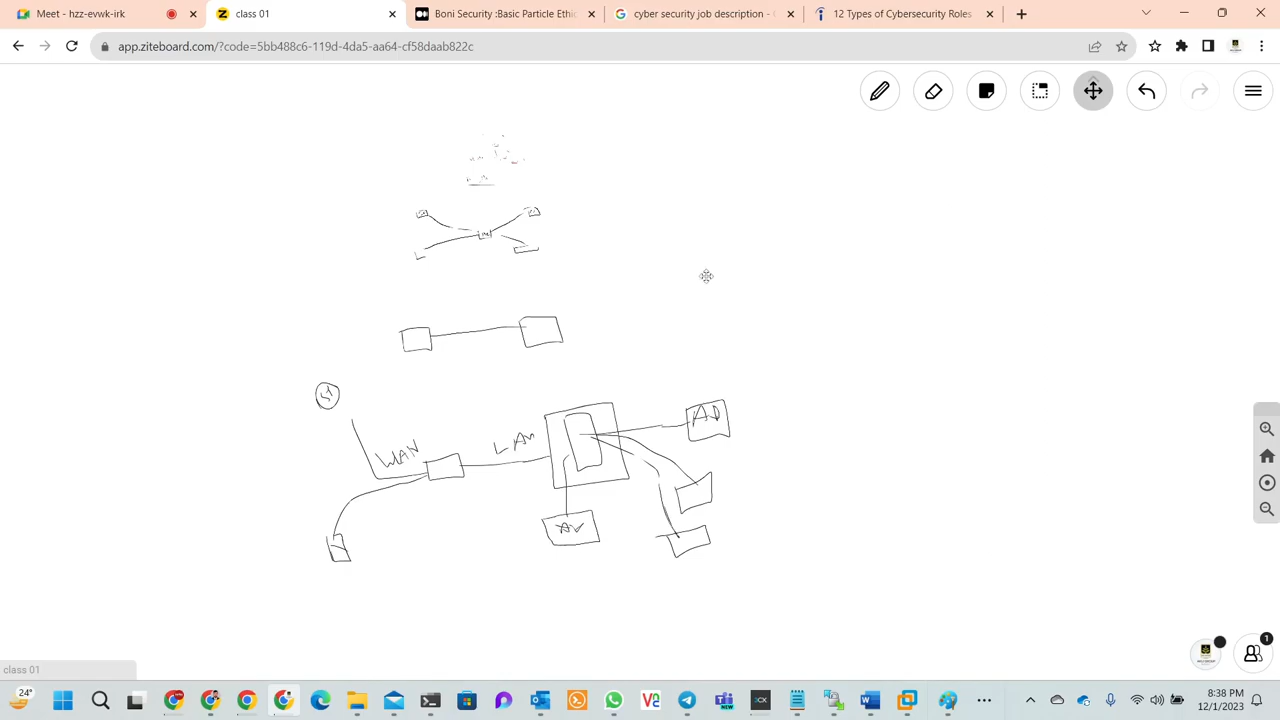 Meet - hzz-evwk-irk
class 01
Boni Security :Basic Particle Ethic
cyber security job description - G
12 Types of Cybersecurity Roles
app.ziteboard.com/?code=5bb488c6-119d-4da5-aa64-cf58daab822c
WAN
LAN
AD
AV
class 01
1
24°
8:38 PM
12/1/2023